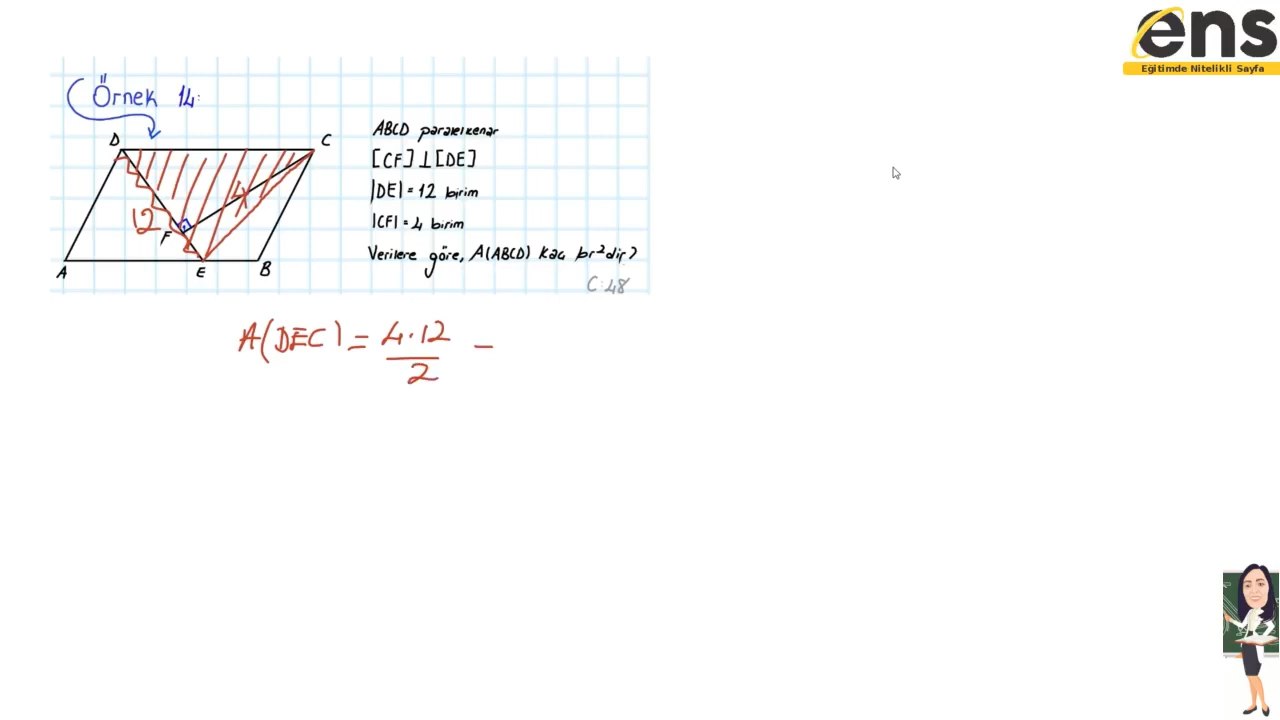 ens
Eğitimde Nitelikli Sayfa
Örnek 14:
D
C
12
4
F
A
E
B
ABCD paralelkenar
[CF] ⊥ [DE]
|DE| = 12 birim
|CF| = 4 birim
Verilere göre, A(ABCD) kaç br² dir?
C:48
A(DEC) = 4·12 / 2 =